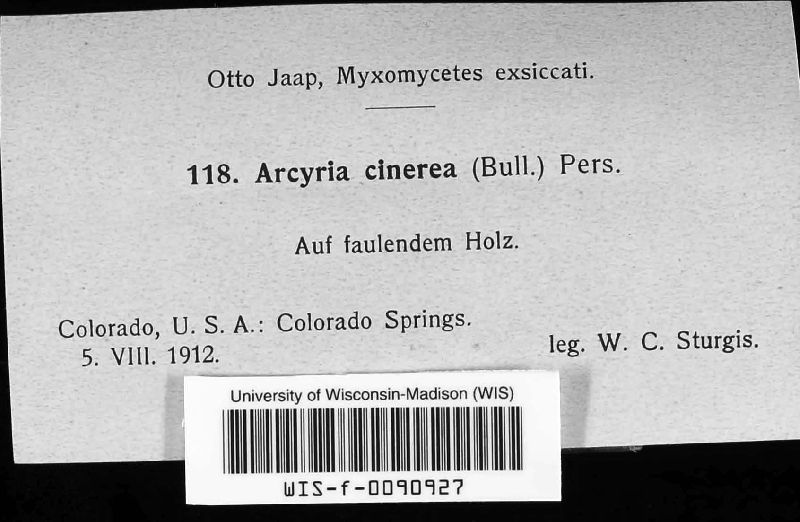 Otto Jaap, Myxomycetes exsiccati.
118. Arcyria cinerea (Bull.) Pers.
Auf faulendem Holz.
Colorado, U. S. A.: Colorado Springs.
5. VIII. 1912.
leg. W. C. Sturgis.
University of Wisconsin-Madison (WIS)
WIS-f-0090927